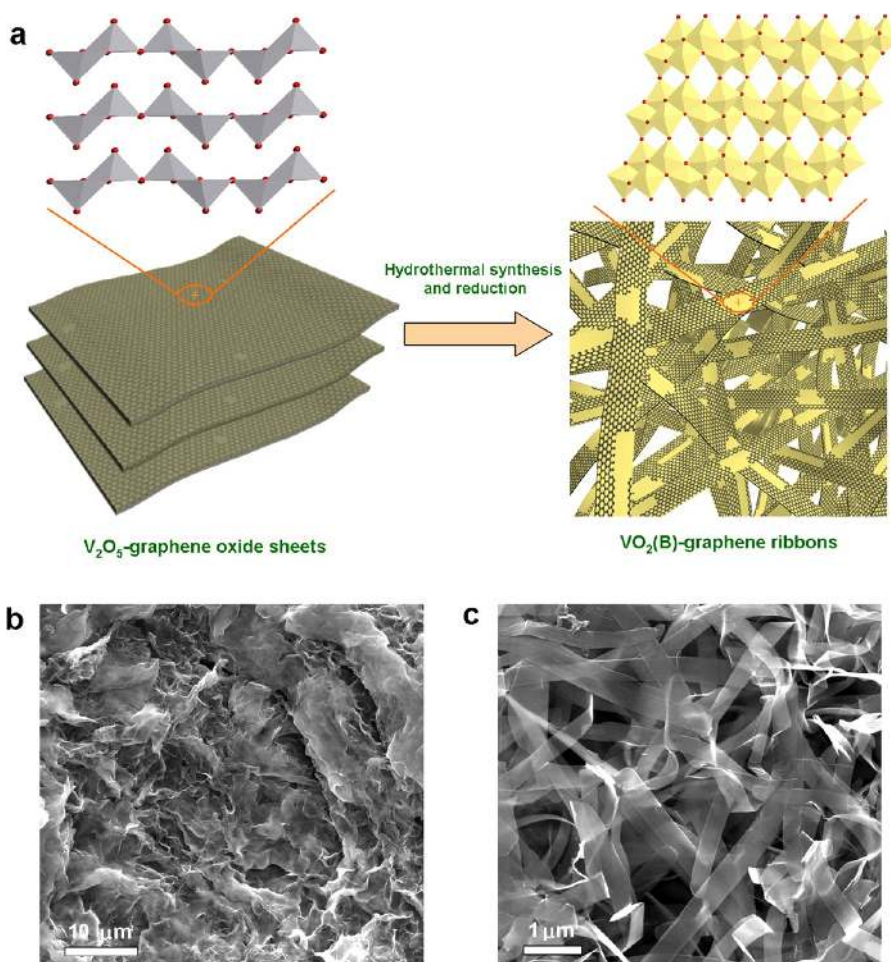 a
Hydrothermal synthesis
and reduction
V₂O₅-graphene oxide sheets
VO₂(B)-graphene ribbons
b
c
10 μm
1 μm